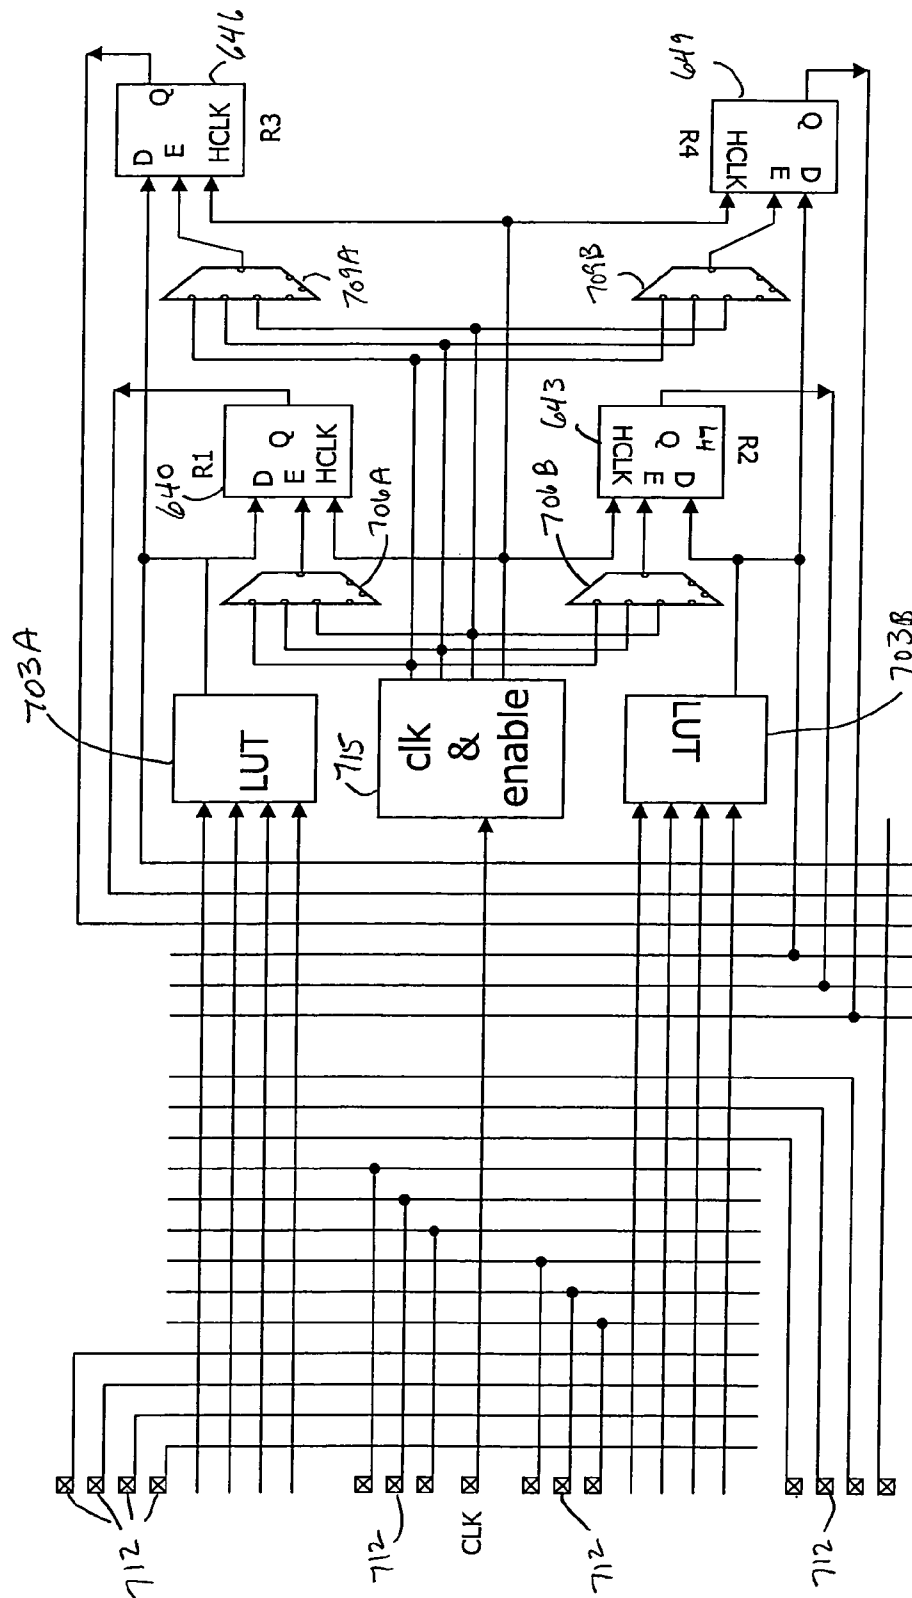 646
Q
D
E
HCLK
R3
649
R4
HCLK
E
Q
D
709A
709B
640
R1
D
E
Q
HCLK
643
HCLK
E
Q
D
L4
R2
706A
706B
703A
LUT
715
clk
&
enable
LUT
703B
712
712
CLK
712
712